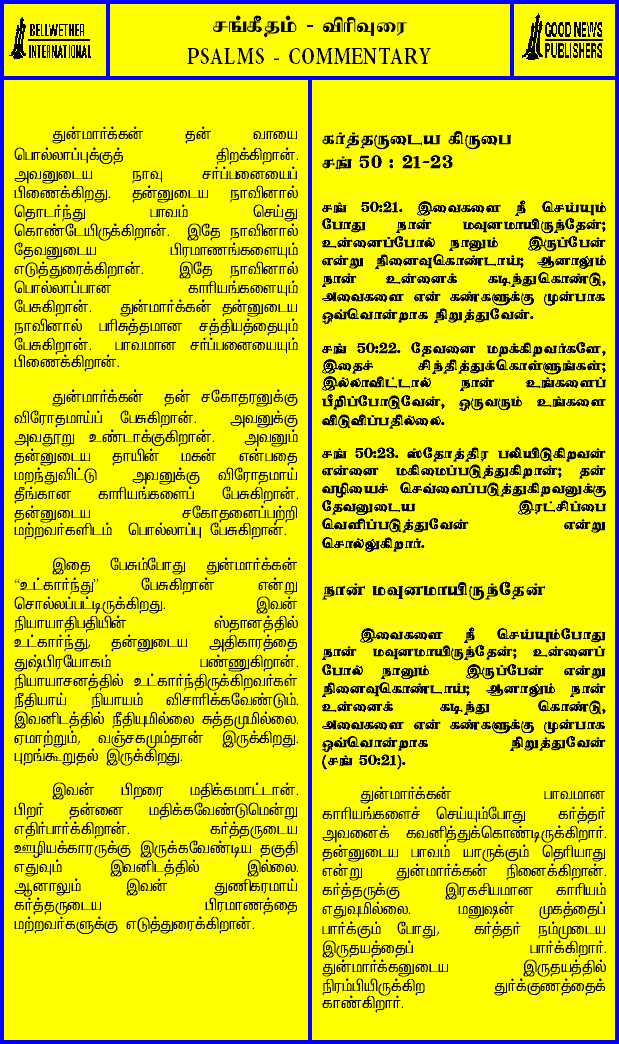 BELLWETHER
INTERNATIONAL
சங்கீதம் - விரிவுரை
PSALMS - COMMENTARY
GOOD NEWS
PUBLISHERS
துன்மார்க்கன் தன் வாயை
பொல்லாப்புக்குத் திறக்கிறான்.
அவனுடைய நாவு சர்ப்பனையைப்
பிணைக்கிறது. தன்னுடைய நாவினால்
தொடர்ந்து பாவம் செய்து
கொண்டேயிருக்கிறான். இதே நாவினால்
தேவனுடைய பிரமாணங்களையும்
எடுத்துரைக்கிறான். இதே நாவினால்
பொல்லாப்பான காரியங்களையும்
பேசுகிறான். துன்மார்க்கன் தன்னுடைய
நாவினால் பரிசுத்தமான சத்தியத்தையும்
பேசுகிறான். பாவமான சர்ப்பனையையும்
பிணைக்கிறான்.
துன்மார்க்கன் தன் சகோதரனுக்கு
விரோதமாய்ப் பேசுகிறான். அவனுக்கு
அவதூறு உண்டாக்குகிறான். அவனும்
தன்னுடைய தாயின் மகன் என்பதை
மறந்துவிட்டு அவனுக்கு விரோதமாய்
தீங்கான காரியங்களைப் பேசுகிறான்.
தன்னுடைய சகோதனைப்பற்றி
மற்றவர்களிடம் பொல்லாப்பு பேசுகிறான்.
இதை பேசும்போது துன்மார்க்கன்
“உட்கார்ந்து” பேசுகிறான் என்று
சொல்லப்பட்டிருக்கிறது. இவன்
நியாயாதிபதியின் ஸ்தானத்தில்
உட்கார்ந்து, தன்னுடைய அதிகாரத்தை
துஷ்பிரயோகம் பண்ணுகிறான்.
நியாயாசனத்தில் உட்கார்ந்திருக்கிறவர்கள்
நீதியாய் நியாயம் விசாரிக்கவேண்டும்.
இவனிடத்தில் நீதியுமில்லை சுத்தமுமில்லை.
ஏமாற்றும், வஞ்சகமும்தான் இருக்கிறது.
புறங்கூறுதல் இருக்கிறது.
இவன் பிறரை மதிக்கமாட்டான்.
பிறர் தன்னை மதிக்கவேண்டுமென்று
எதிர்பார்க்கிறான். கர்த்தருடைய
ஊழியக்காரருக்கு இருக்கவேண்டிய தகுதி
எதுவும் இவனிடத்தில் இல்லை.
ஆனாலும் இவன் துணிகரமாய்
கர்த்தருடைய பிரமாணத்தை
மற்றவர்களுக்கு எடுத்துரைக்கிறான்.
கர்த்தருடைய கிருபை
சங் 50 : 21-23
சங் 50:21. இவைகளை நீ செய்யும்
போது நான் மவுனமாயிருந்தேன்;
உன்னைப்போல் நானும் இருப்பேன்
என்று நினைவுகொண்டாய்; ஆனாலும்
நான் உன்னைக் கடிந்துகொண்டு,
அவைகளை என் கண்களுக்கு முன்பாக
ஒவ்வொன்றாக நிறுத்துவேன்.
சங் 50:22. தேவனை மறக்கிறவர்களே,
இதைச் சிந்தித்துக்கொள்ளுங்கள்;
இல்லாவிட்டால் நான் உங்களைப்
பீறிப்போடுவேன், ஒருவரும் உங்களை
விடுவிப்பதில்லை.
சங் 50:23. ஸ்தோத்திர பலியிடுகிறவன்
என்னை மகிமைப்படுத்துகிறான்; தன்
வழியைச் செவ்வைப்படுத்துகிறவனுக்கு
தேவனுடைய இரட்சிப்பை
வெளிப்படுத்துவேன் என்று
சொல்லுகிறார்.
நான் மவுனமாயிருந்தேன்
இவைகளை நீ செய்யும்போது
நான் மவுனமாயிருந்தேன்; உன்னைப்
போல் நானும் இருப்பேன் என்று
நினைவுகொண்டாய்; ஆனாலும் நான்
உன்னைக் கடிந்து கொண்டு,
அவைகளை என் கண்களுக்கு முன்பாக
ஒவ்வொன்றாக நிறுத்துவேன்
(சங் 50:21).
துன்மார்க்கன் பாவமான
காரியங்களைச் செய்யும்போது கர்த்தர்
அவனைக் கவனித்துக்கொண்டிருக்கிறார்.
தன்னுடைய பாவம் யாருக்கும் தெரியாது
என்று துன்மார்க்கன் நினைக்கிறான்.
கர்த்தருக்கு இரகசியமான காரியம்
எதுவுமில்லை. மனுஷன் முகத்தைப்
பார்க்கும் போது, கர்த்தர் நம்முடைய
இருதயத்தைப் பார்க்கிறார்.
துன்மார்க்கனுடைய இருதயத்தில்
நிரம்பியிருக்கிற துர்க்குணத்தைக்
காண்கிறார்.